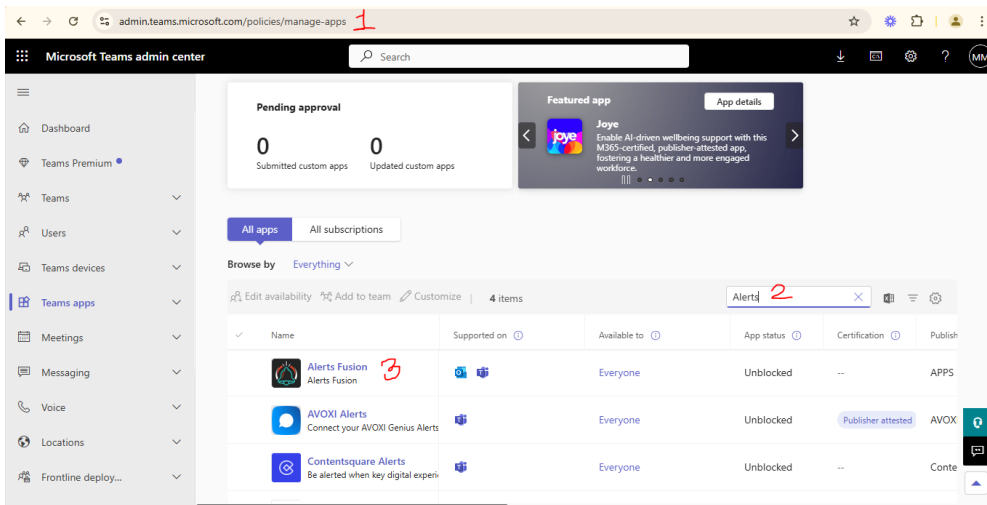 admin.teams.microsoft.com/policies/manage-apps 1
Microsoft Teams admin center
Search
MM
Dashboard
Teams Premium
Teams
Users
Teams devices
Teams apps
Meetings
Messaging
Voice
Locations
Frontline deploy...
Pending approval
0
Submitted custom apps
0
Updated custom apps
Featured app
App details
joye
Joye
Enable AI-driven wellbeing support with this
M365-certified, publisher-attested app,
fostering a healthier and more engaged
workforce.
All apps All subscriptions
Browse by Everything
Edit availability Add to team Customize | 4 items
Alerts 2
Name Supported on Available to App status Certification Publish
Alerts Fusion 3
Alerts Fusion
Everyone Unblocked -- APPS
AVOXI Alerts
Connect your AVOXI Genius Alerts
Everyone Unblocked Publisher attested AVOX
Contentsquare Alerts
Be alerted when key digital experi
Everyone Unblocked -- Conte